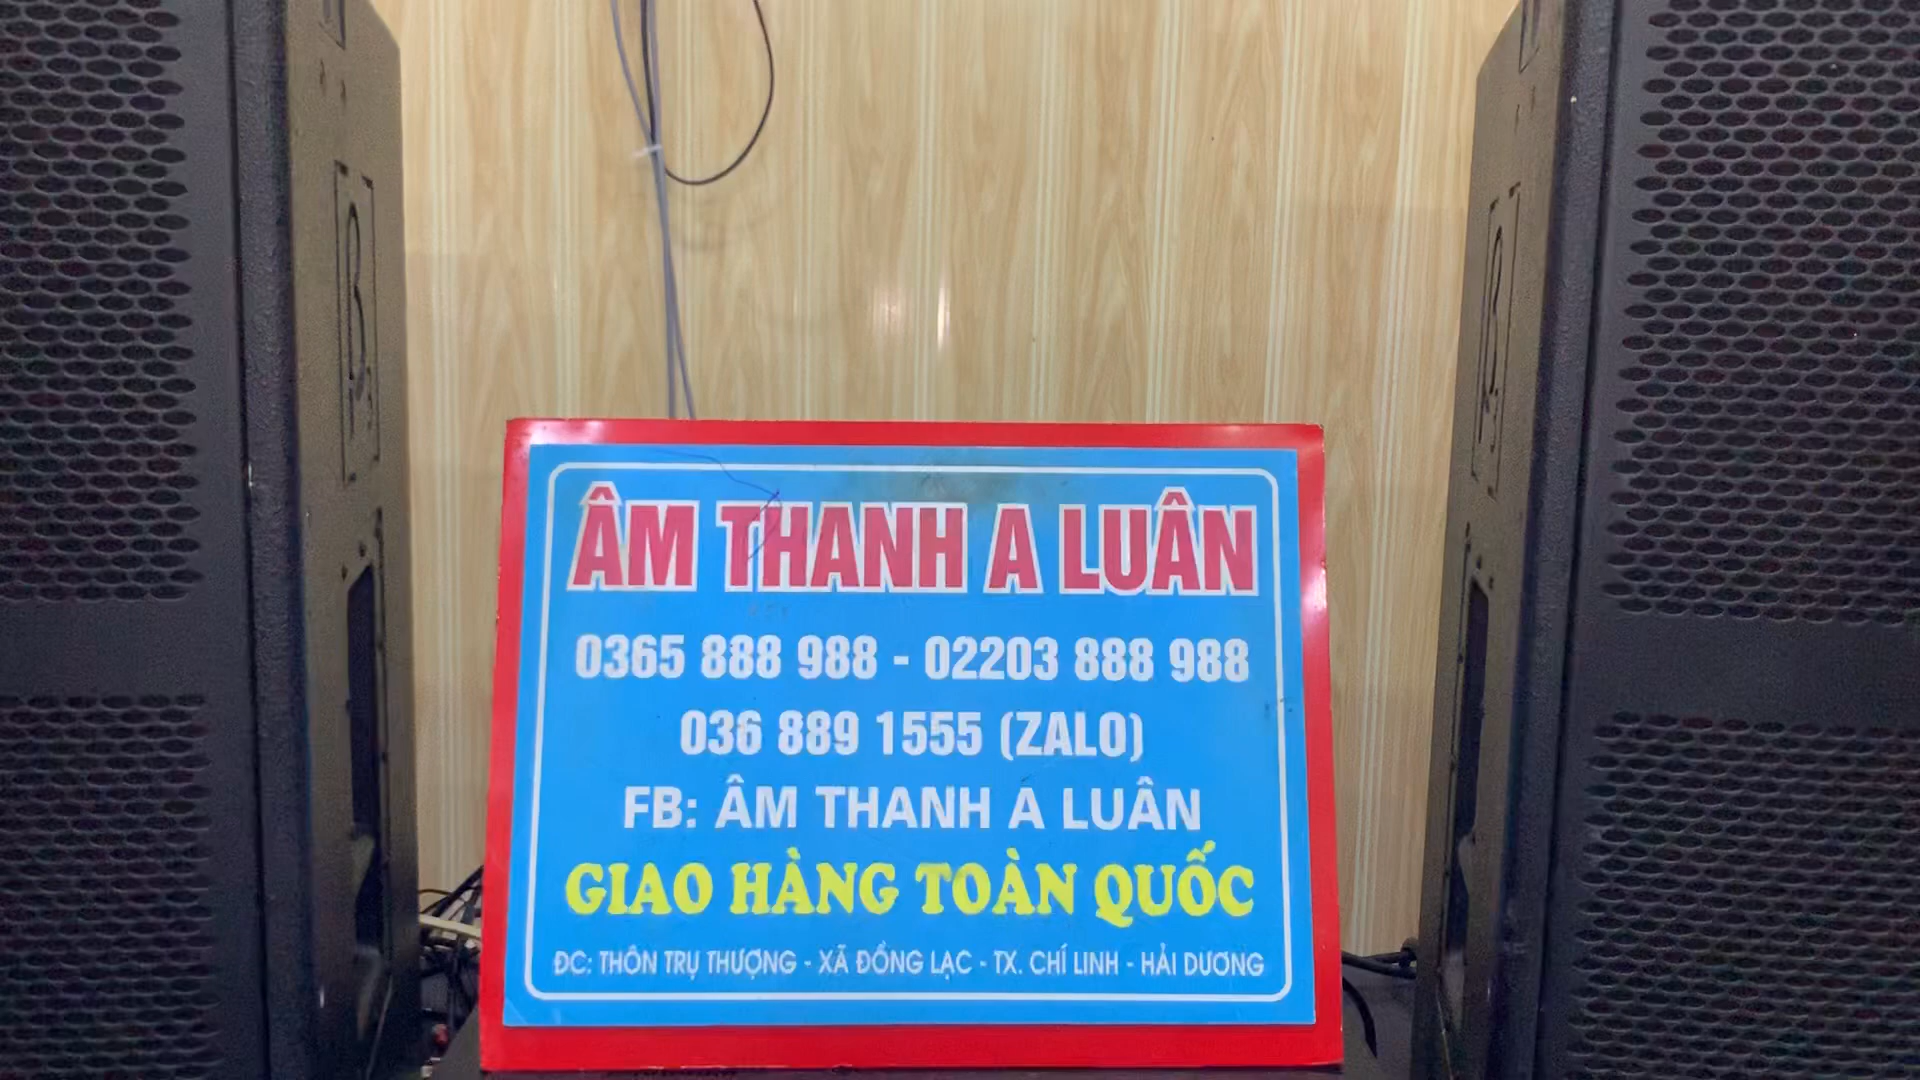 ÂM THANH A LUÂN
0365 888 988 - 02203 888 988
036 889 1555 (ZALO)
FB: ÂM THANH A LUÂN
GIAO HÀNG TOÀN QUỐC
ĐC: THÔN TRỤ THƯỢNG - XÃ ĐỒNG LẠC - TX. CHÍ LINH - HẢI DƯƠNG